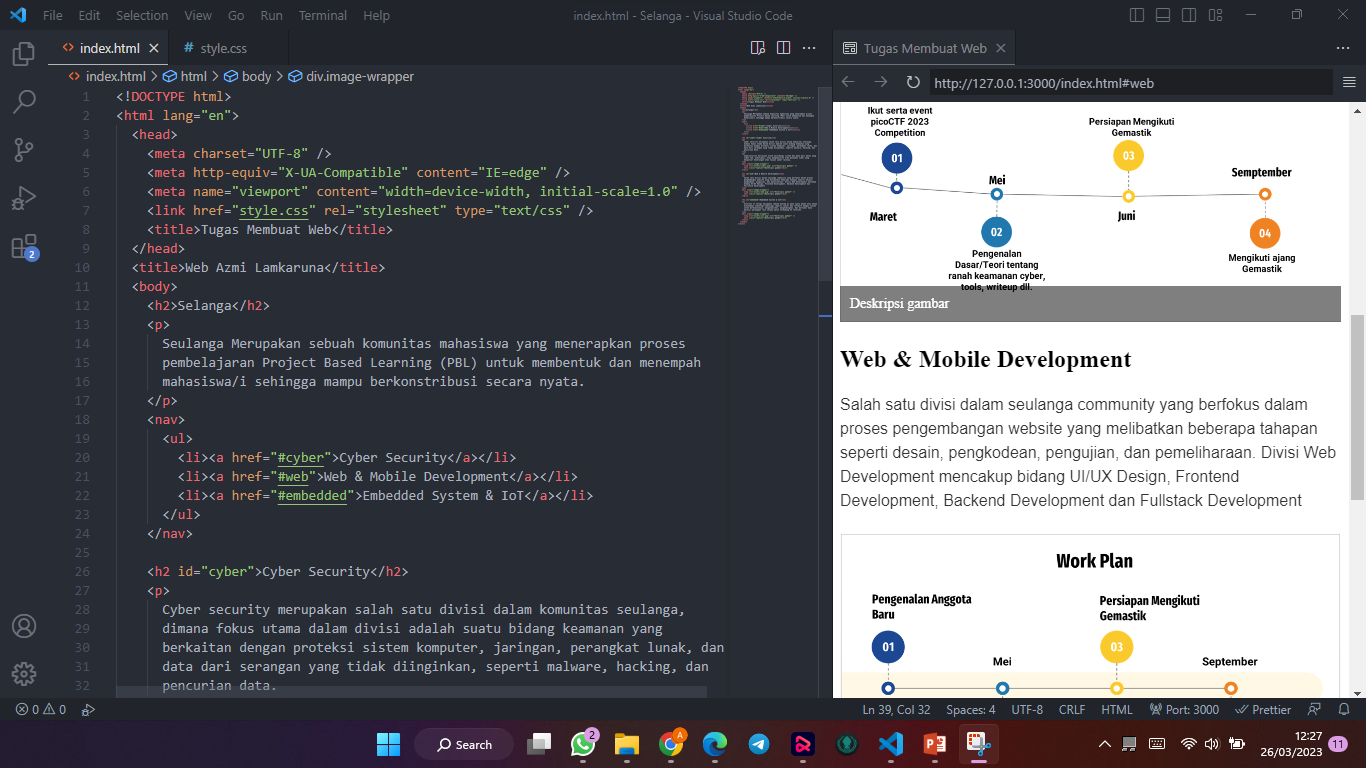 File Edit Selection View Go Run Terminal Help
index.html - Selanga - Visual Studio Code
index.html
style.css
Tugas Membuat Web
index.html > html > body > div.image-wrapper
http://127.0.0.1:3000/index.html#web
1 <!DOCTYPE html>
2 <html lang="en">
3 <head>
4 <meta charset="UTF-8" />
5 <meta http-equiv="X-UA-Compatible" content="IE=edge" />
6 <meta name="viewport" content="width=device-width, initial-scale=1.0" />
7 <link href="style.css" rel="stylesheet" type="text/css" />
8 <title>Tugas Membuat Web</title>
9 </head>
10 <title>Web Azmi Lamkaruna</title>
11 <body>
12 <h2>Selanga</h2>
13 <p>
14 Seulanga Merupakan sebuah komunitas mahasiswa yang menerapkan proses
15 pembelajaran Project Based Learning (PBL) untuk membentuk dan menempah
16 mahasiswa/i sehingga mampu berkonstribusi secara nyata.
17 </p>
18 <nav>
19 <ul>
20 <li><a href="#cyber">Cyber Security</a></li>
21 <li><a href="#web">Web & Mobile Development</a></li>
22 <li><a href="#embedded">Embedded System & IoT</a></li>
23 </ul>
24 </nav>
25
26 <h2 id="cyber">Cyber Security</h2>
27 <p>
28 Cyber security merupakan salah satu divisi dalam komunitas seulanga,
29 dimana fokus utama dalam divisi adalah suatu bidang keamanan yang
30 berkaitan dengan proteksi sistem komputer, jaringan, perangkat lunak, dan
31 data dari serangan yang tidak diinginkan, seperti malware, hacking, dan
32 pencurian data.
Ikut serta event
picoCTF 2023
Competition
01
Maret
Mei
02
Pengenalan
Dasar/Teori tentang
ranah keamanan cyber,
tools, writeup dll.
Persiapan Mengikuti
Gemastik
03
Juni
Semptember
04
Mengikuti ajang
Gemastik
Deskripsi gambar
Web & Mobile Development
Salah satu divisi dalam seulanga community yang berfokus dalam
proses pengembangan website yang melibatkan beberapa tahapan
seperti desain, pengkodean, pengujian, dan pemeliharaan. Divisi Web
Development mencakup bidang UI/UX Design, Frontend
Development, Backend Development dan Fullstack Development
Work Plan
Pengenalan Anggota
Baru
01
Mei
Persiapan Mengikuti
Gemastik
03
September
2
0 0
Ln 39, Col 32 Spaces: 4 UTF-8 CRLF HTML Port: 3000 Prettier
Search
2
A
12:27
26/03/2023
11